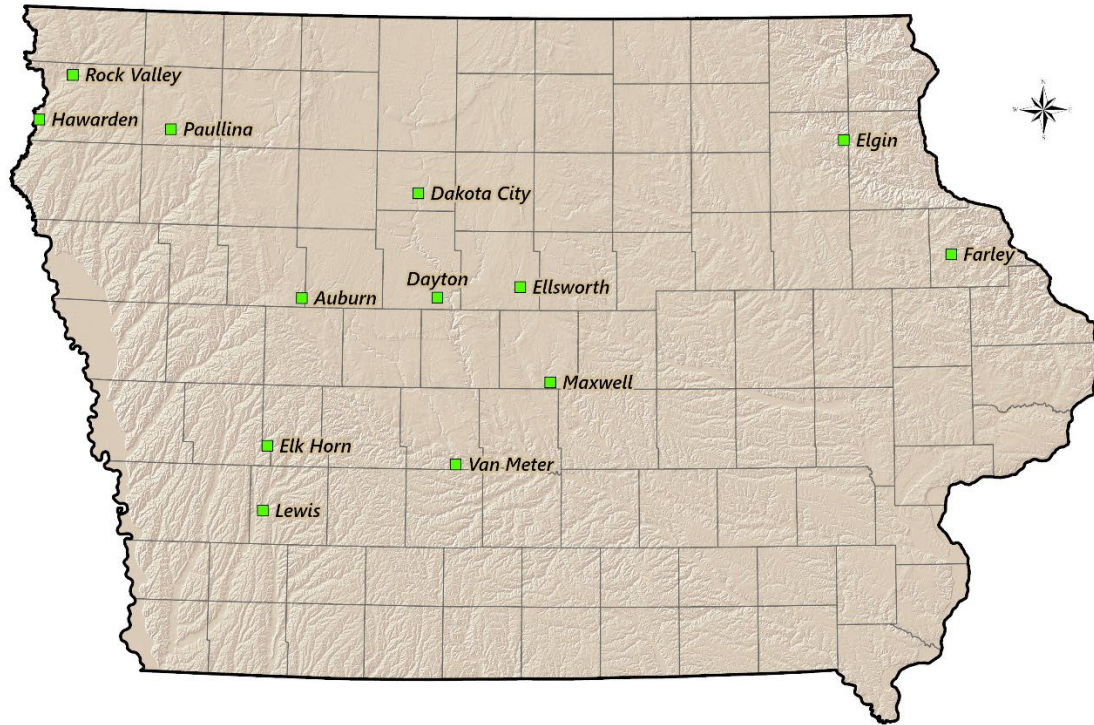 Rock Valley
Hawarden
Paullina
Elgin
Dakota City
Farley
Dayton
Ellsworth
Auburn
Maxwell
Elk Horn
Van Meter
Lewis